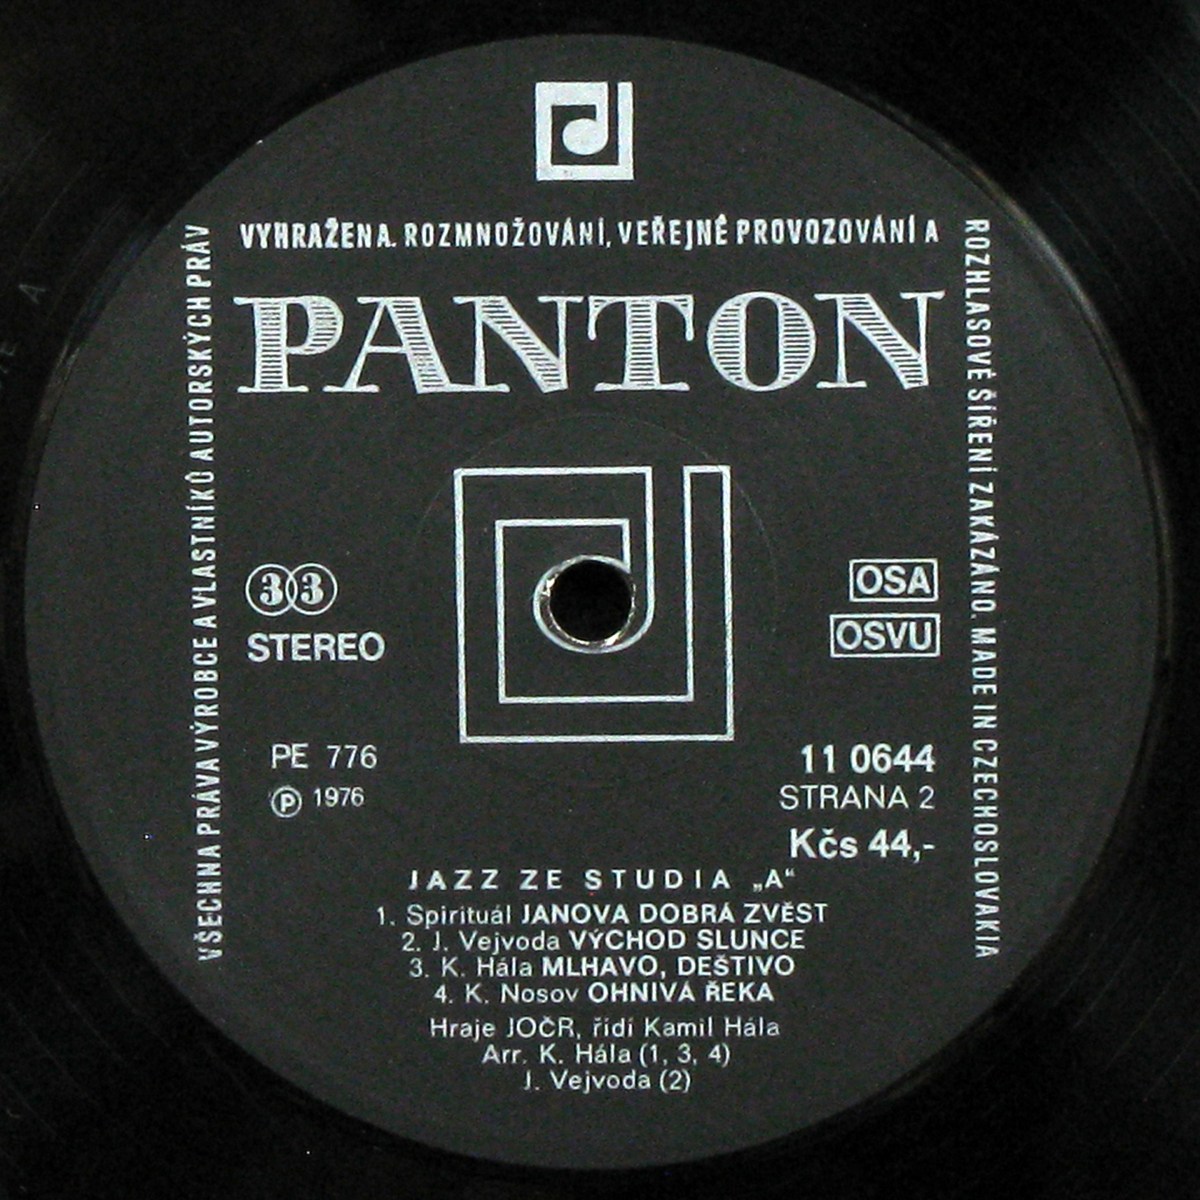 VŠECHNA PRÁVA VÝROBCE A VLASTNÍKŮ AUTORSKÝCH PRÁV
VYHRAŽENA. ROZMNOŽOVÁNÍ, VEŘEJNÉ PROVOZOVÁNÍ A
ROZHLASOVÉ ŠÍŘENÍ ZAKÁZÁNO. MADE IN CZECHOSLOVAKIA
PANTON
33
STEREO
OSA
OSVU
PE 776
℗ 1976
11 0644
STRANA 2
Kčs 44,-
JAZZ ZE STUDIA „A“
1. Spirituál JANOVA DOBRÁ ZVĚST
2. J. Vejvoda VÝCHOD SLUNCE
3. K. Hála MLHAVO, DEŠTIVO
4. K. Nosov OHNIVÁ ŘEKA
Hraje JOČR, řídí Kamil Hála
Arr. K. Hála (1, 3, 4)
J. Vejvoda (2)